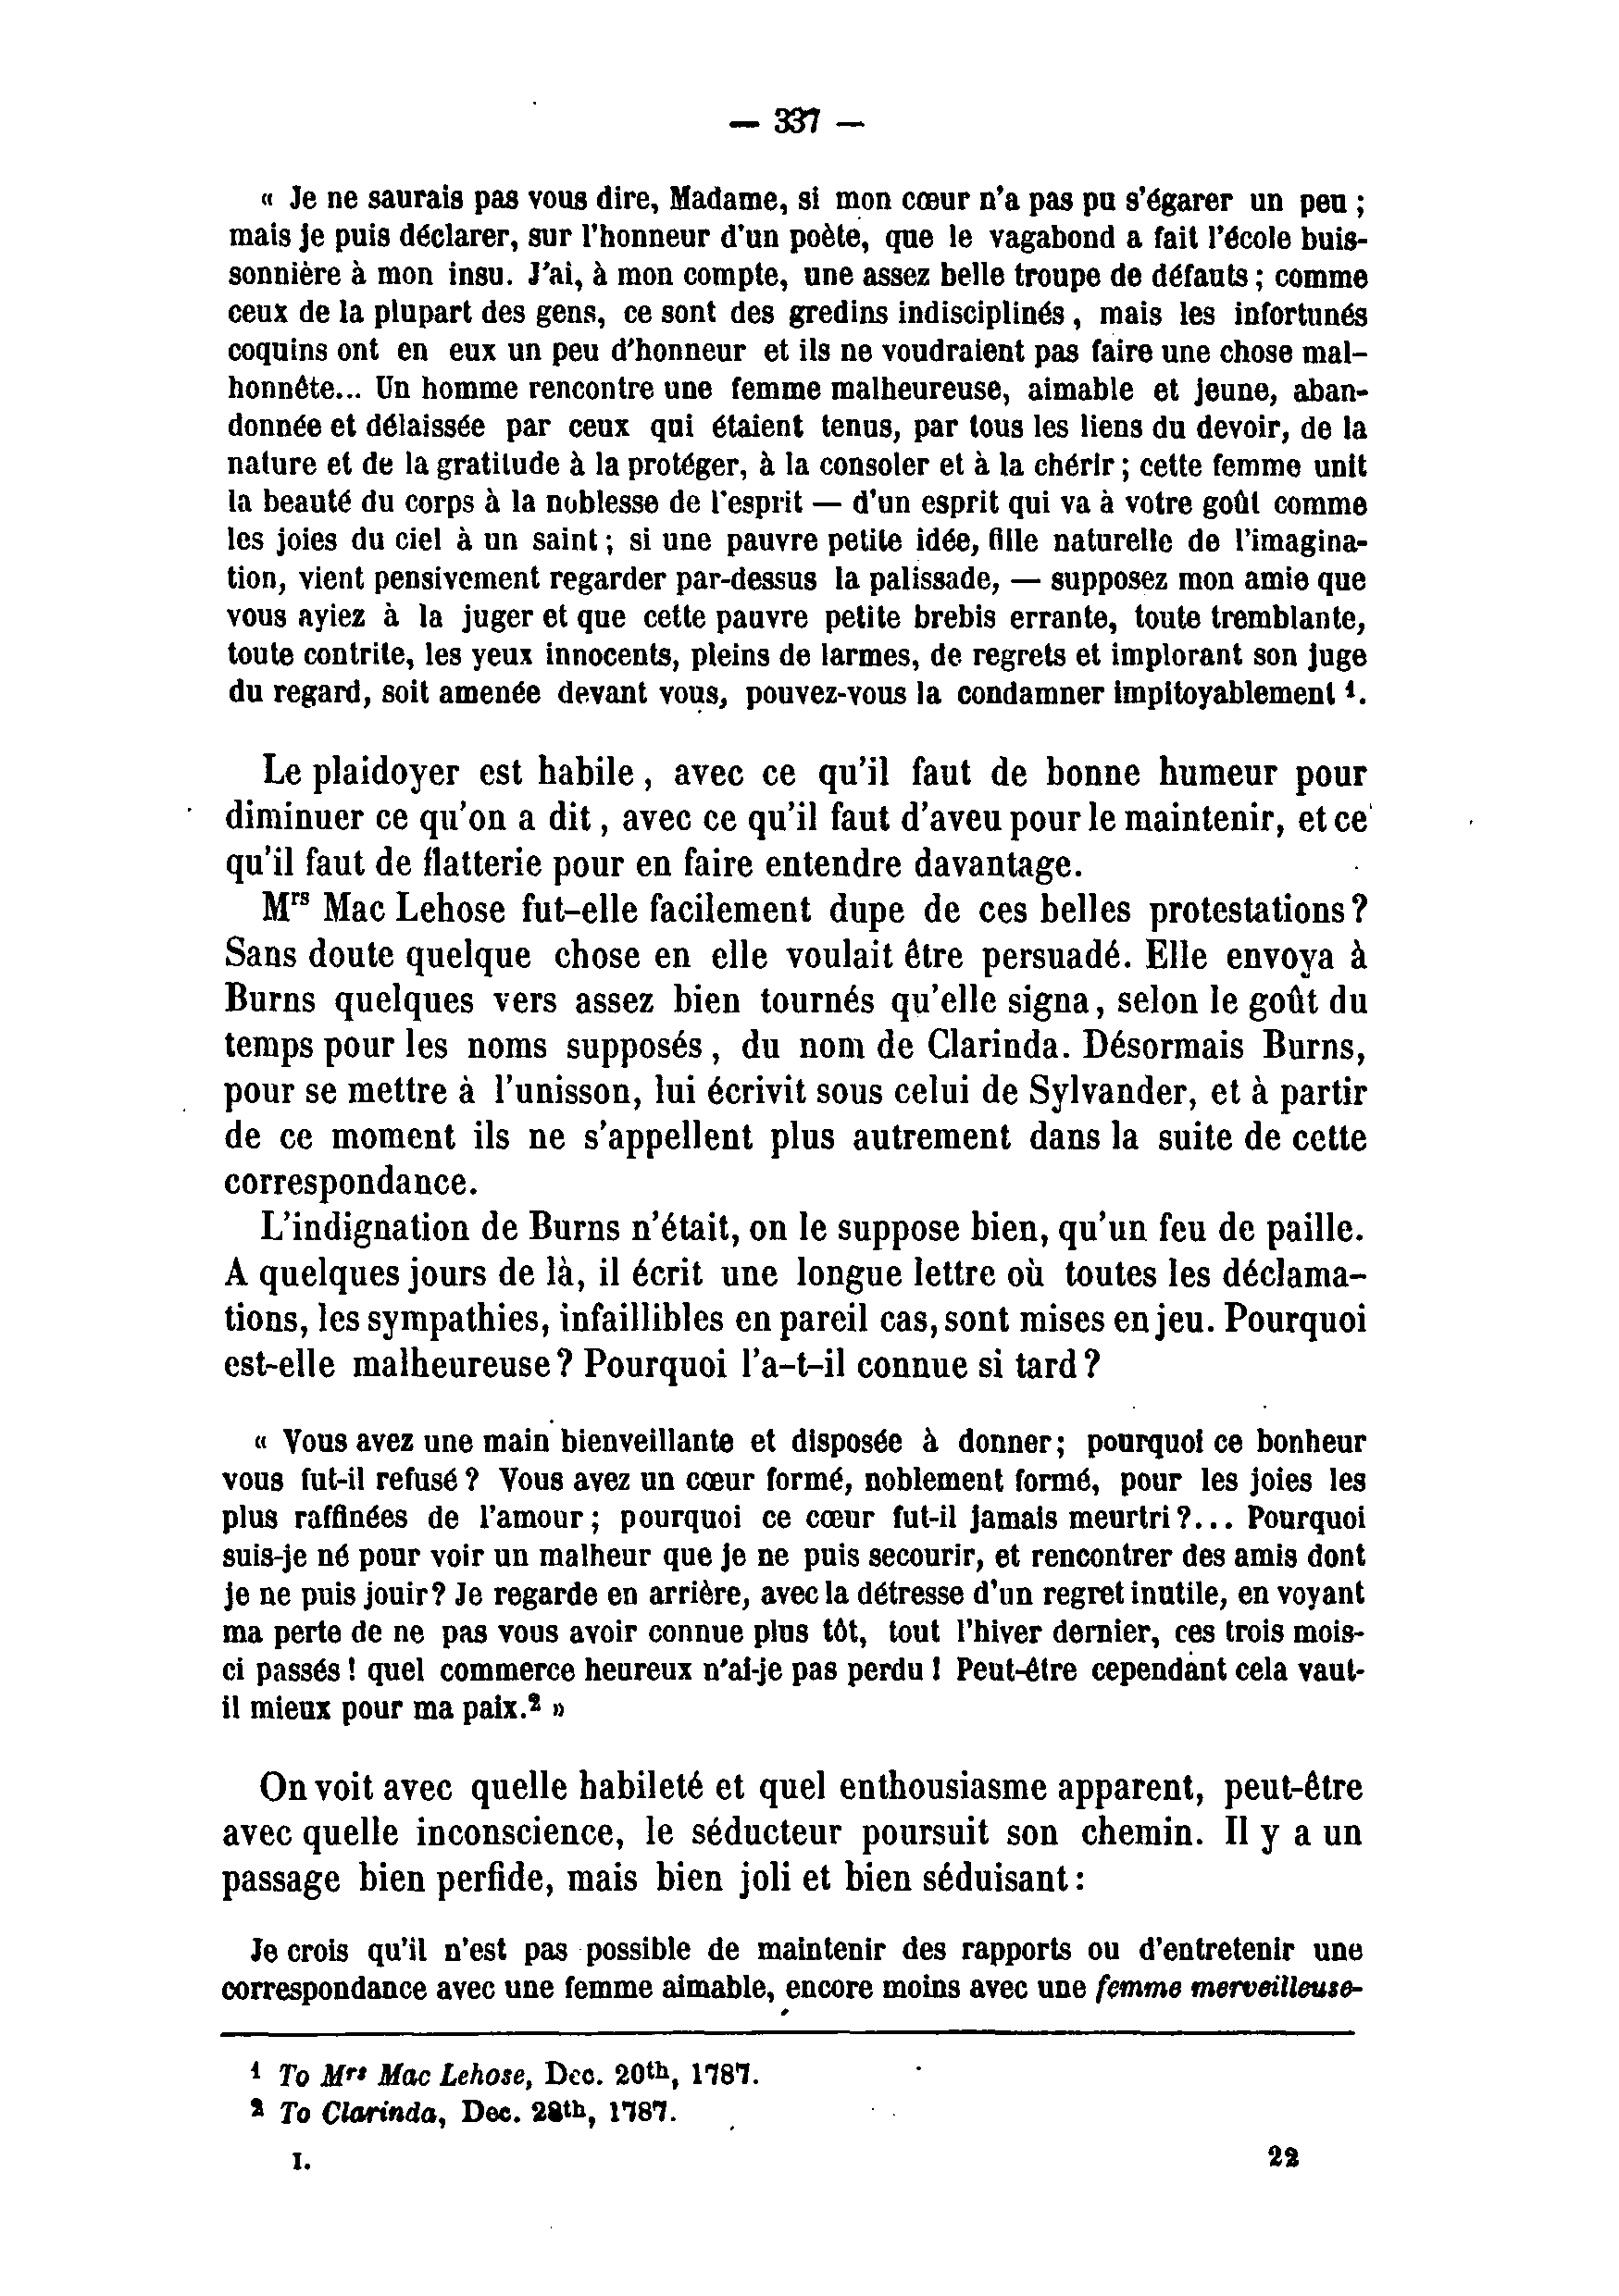 — 337 —
« Je ne saurais pas vous dire, Madame, si mon cœur n'a pas pu s'égarer un peu ;
mais je puis déclarer, sur l'honneur d'un poète, que le vagabond a fait l'école buis-
sonnière à mon insu. J'ai, à mon compte, une assez belle troupe de défauts ; comme
ceux de la plupart des gens, ce sont des gredins indisciplinés, mais les infortunés
coquins ont en eux un peu d'honneur et ils ne voudraient pas faire une chose mal-
honnête... Un homme rencontre une femme malheureuse, aimable et jeune, aban-
donnée et délaissée par ceux qui étaient tenus, par tous les liens du devoir, de la
nature et de la gratitude à la protéger, à la consoler et à la chérir ; cette femme unit
la beauté du corps à la noblesse de l'esprit — d'un esprit qui va à votre goût comme
les joies du ciel à un saint ; si une pauvre petite idée, fille naturelle de l'imagina-
tion, vient pensivement regarder par-dessus la palissade, — supposez mon amie que
vous ayiez à la juger et que cette pauvre petite brebis errante, toute tremblante,
toute contrite, les yeux innocents, pleins de larmes, de regrets et implorant son juge
du regard, soit amenée devant vous, pouvez-vous la condamner impitoyablement ¹.
Le plaidoyer est habile, avec ce qu'il faut de bonne humeur pour
diminuer ce qu'on a dit, avec ce qu'il faut d'aveu pour le maintenir, et ce
qu'il faut de flatterie pour en faire entendre davantage.
Mʳˢ Mac Lehose fut-elle facilement dupe de ces belles protestations ?
Sans doute quelque chose en elle voulait être persuadé. Elle envoya à
Burns quelques vers assez bien tournés qu'elle signa, selon le goût du
temps pour les noms supposés, du nom de Clarinda. Désormais Burns,
pour se mettre à l'unisson, lui écrivit sous celui de Sylvander, et à partir
de ce moment ils ne s'appellent plus autrement dans la suite de cette
correspondance.
L'indignation de Burns n'était, on le suppose bien, qu'un feu de paille.
A quelques jours de là, il écrit une longue lettre où toutes les déclama-
tions, les sympathies, infaillibles en pareil cas, sont mises en jeu. Pourquoi
est-elle malheureuse ? Pourquoi l'a-t-il connue si tard ?
« Vous avez une main bienveillante et disposée à donner ; pourquoi ce bonheur
vous fut-il refusé ? Vous avez un cœur formé, noblement formé, pour les joies les
plus raffinées de l'amour ; pourquoi ce cœur fut-il jamais meurtri ?... Pourquoi
suis-je né pour voir un malheur que je ne puis secourir, et rencontrer des amis dont
je ne puis jouir ? Je regarde en arrière, avec la détresse d'un regret inutile, en voyant
ma perte de ne pas vous avoir connue plus tôt, tout l'hiver dernier, ces trois mois-
ci passés ! quel commerce heureux n'ai-je pas perdu ! Peut-être cependant cela vaut-
il mieux pour ma paix.² »
On voit avec quelle habileté et quel enthousiasme apparent, peut-être
avec quelle inconscience, le séducteur poursuit son chemin. Il y a un
passage bien perfide, mais bien joli et bien séduisant :
Je crois qu'il n'est pas possible de maintenir des rapports ou d'entretenir une
correspondance avec une femme aimable, encore moins avec une femme merveilleuse-
¹ To Mʳˢ Mac Lehose, Dec. 20th, 1787.
² To Clarinda, Dec. 28th, 1787.
I. 22